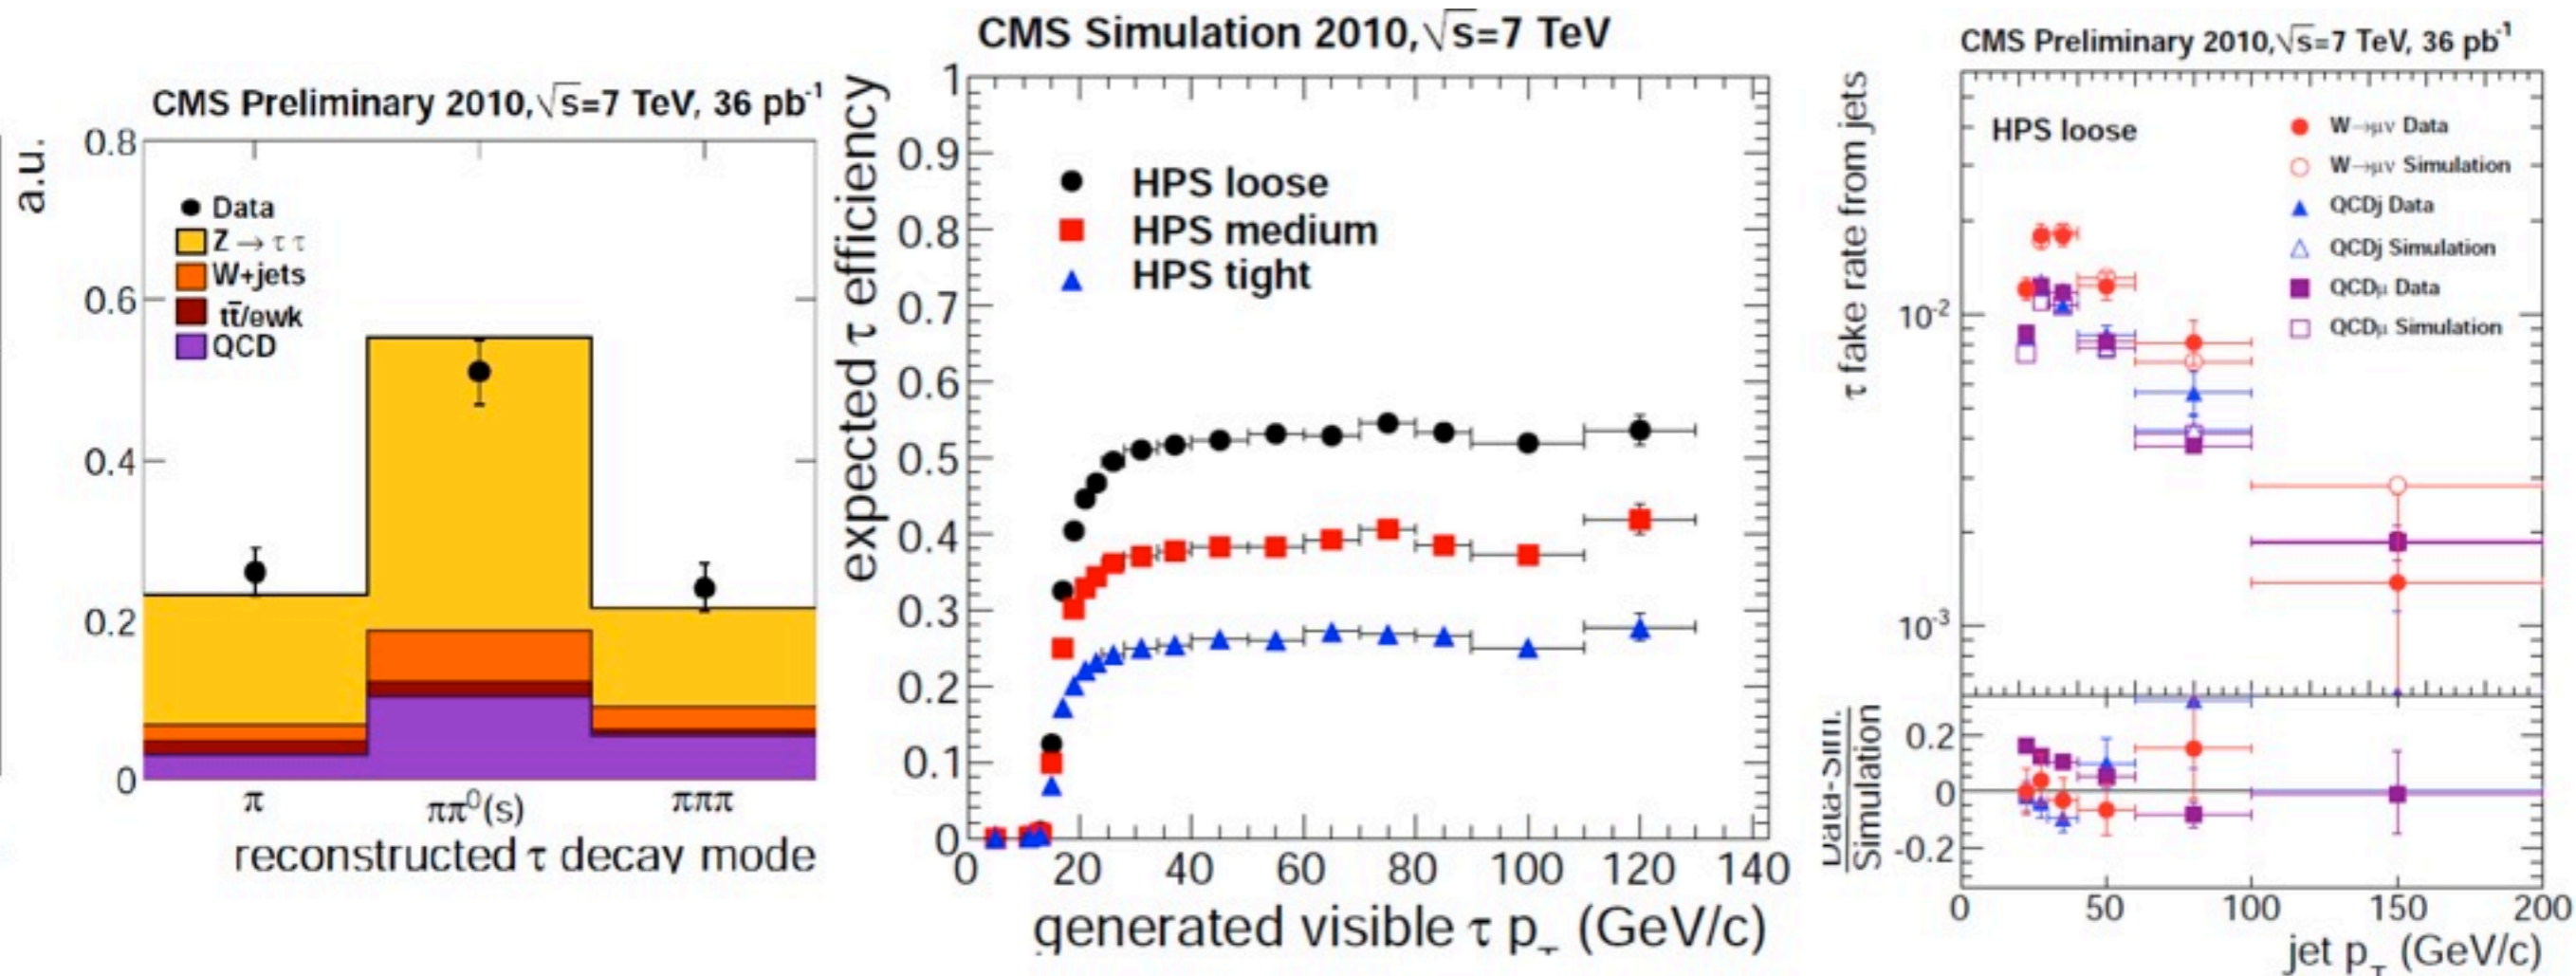 CMS Preliminary 2010,√s=7 TeV, 36 pb⁻¹
a.u.
0.8
0.6
0.4
0.2
0
Data
Z → τ τ
W+jets
tt̄/ewk
QCD
π
ππ⁰(s)
πππ
reconstructed τ decay mode
CMS Simulation 2010,√s=7 TeV
expected τ efficiency
1
0.9
0.8
0.7
0.6
0.5
0.4
0.3
0.2
0.1
0
HPS loose
HPS medium
HPS tight
0 20 40 60 80 100 120 140
generated visible τ p_T (GeV/c)
CMS Preliminary 2010,√s=7 TeV, 36 pb⁻¹
τ fake rate from jets
HPS loose
W→μν Data
W→μν Simulation
QCDj Data
QCDj Simulation
QCDμ Data
QCDμ Simulation
10⁻²
10⁻³
Data-Sim.
Simulation
0.2
0
-0.2
0 50 100 150 200
jet p_T (GeV/c)